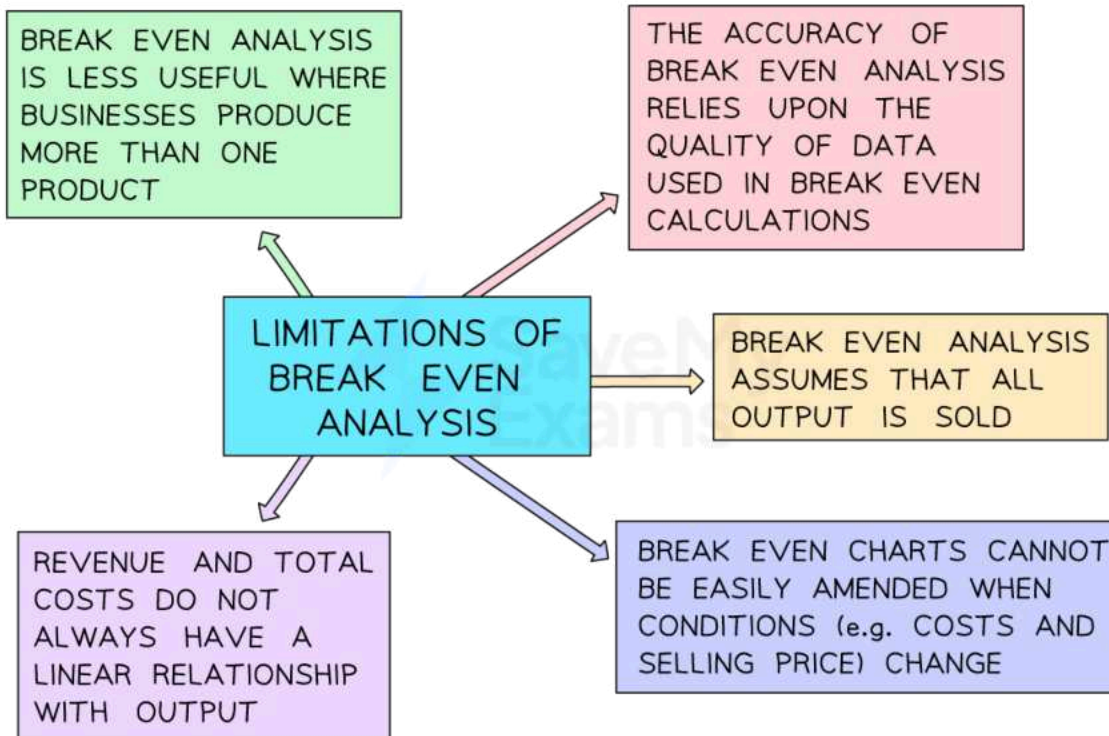 BREAK EVEN ANALYSIS
IS LESS USEFUL WHERE
BUSINESSES PRODUCE
MORE THAN ONE
PRODUCT
THE ACCURACY OF
BREAK EVEN ANALYSIS
RELIES UPON THE
QUALITY OF DATA
USED IN BREAK EVEN
CALCULATIONS
LIMITATIONS OF
BREAK EVEN
ANALYSIS
SaveMy
Exams
BREAK EVEN ANALYSIS
ASSUMES THAT ALL
OUTPUT IS SOLD
REVENUE AND TOTAL
COSTS DO NOT
ALWAYS HAVE A
LINEAR RELATIONSHIP
WITH OUTPUT
BREAK EVEN CHARTS CANNOT
BE EASILY AMENDED WHEN
CONDITIONS (e.g. COSTS AND
SELLING PRICE) CHANGE